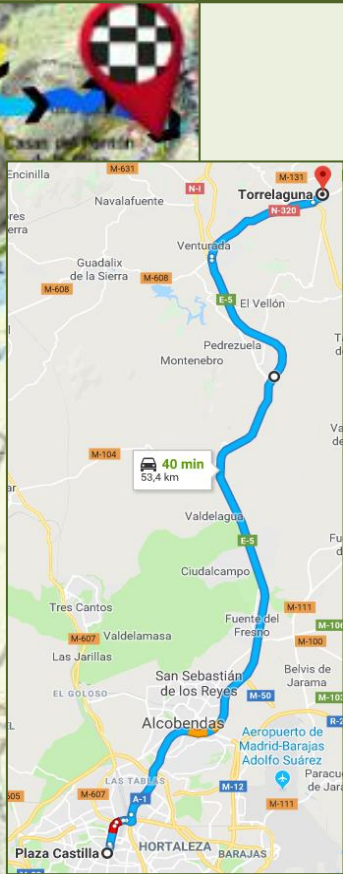 Encinilla
M-631
N-I
M-131
Torrelaguna
N-320
Navalafuente
Venturada
Guadalix
de la Sierra
M-608
M-608
E-5
El Vellón
Pedrezuela
Montenebro
M-104
40 min
53,4 km
Valdelagua
E-5
Ciudalcampo
Tres Cantos
M-607
Valdelamasa
Las Jarillas
Fuente del
Fresno
M-111
M-100
Belvis de
Jarama
EL GOLOSO
San Sebastián
de los Reyes
M-50
Alcobendas
Aeropuerto de
Madrid-Barajas
Adolfo Suárez
LAS TABLAS
M-607
A-1
M-12
M-111
Plaza Castilla
HORTALEZA
BARAJAS